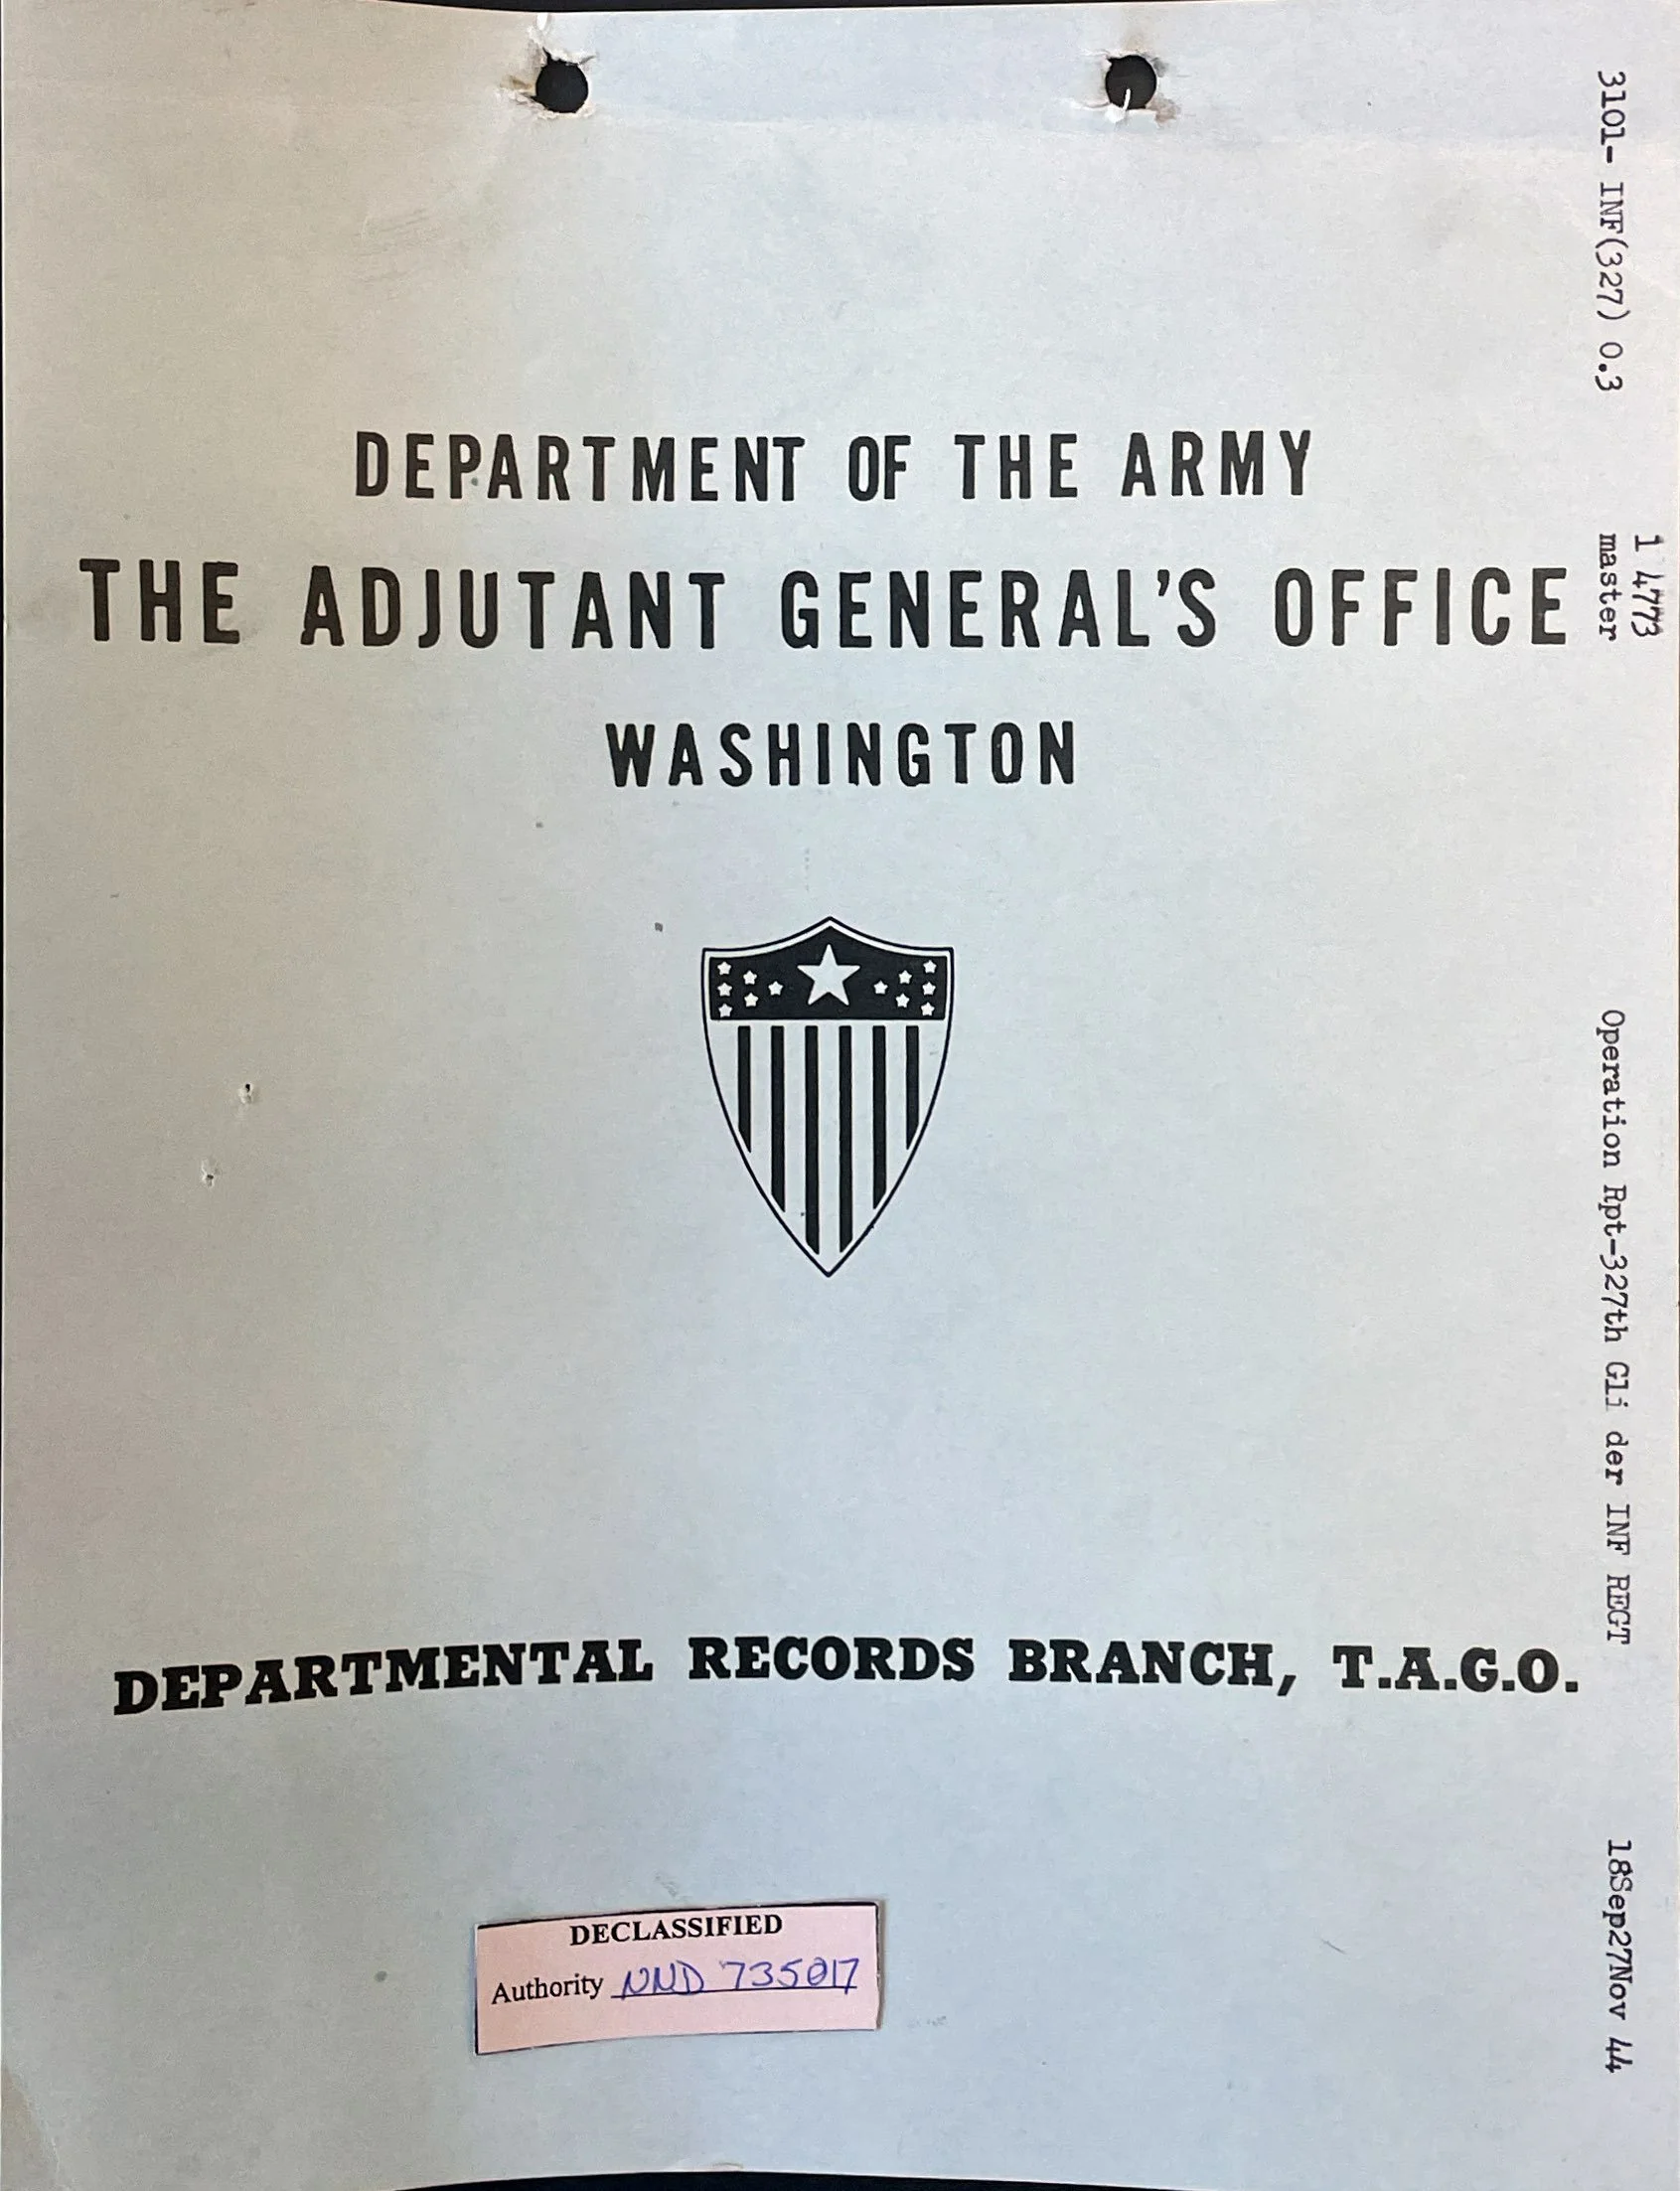 DEPARTMENT OF THE ARMY
THE ADJUTANT GENERAL'S OFFICE
WASHINGTON
DEPARTMENTAL RECORDS BRANCH, T.A.G.O.
DECLASSIFIED
Authority NND 735017
3101- INF(327) 0.3
1 4773
master
Operation Rpt-327th Gli der INF REGT
18Sep27Nov 44